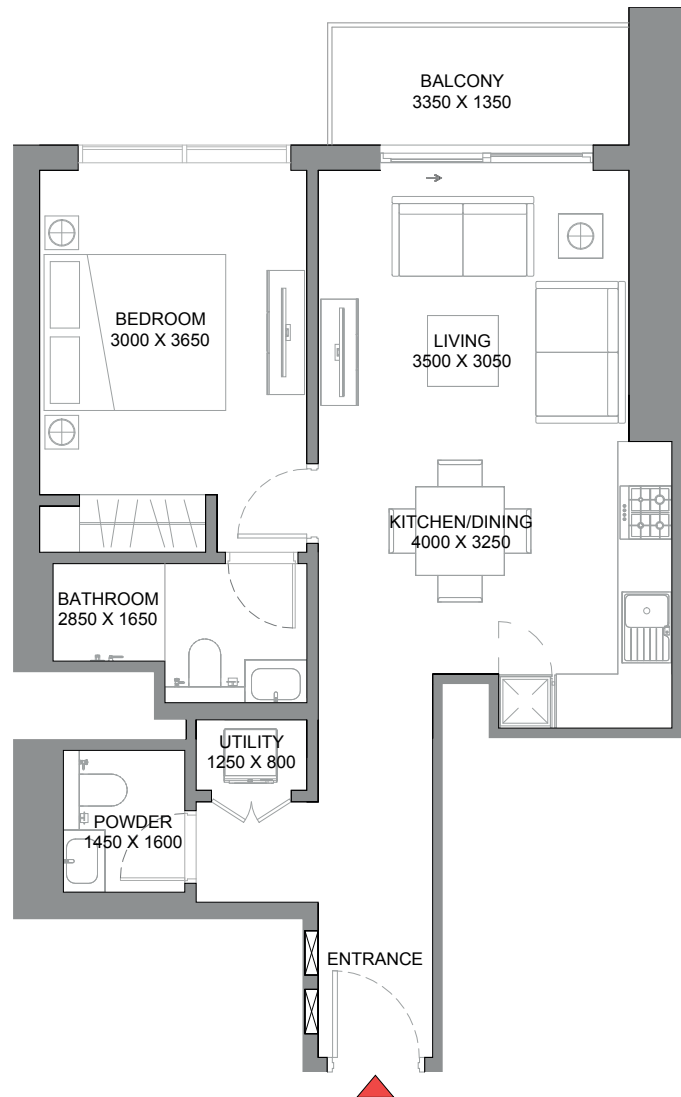 BALCONY
3350 X 1350
BEDROOM
3000 X 3650
LIVING
3500 X 3050
KITCHEN/DINING
4000 X 3250
BATHROOM
2850 X 1650
UTILITY
1250 X 800
POWDER
1450 X 1600
ENTRANCE